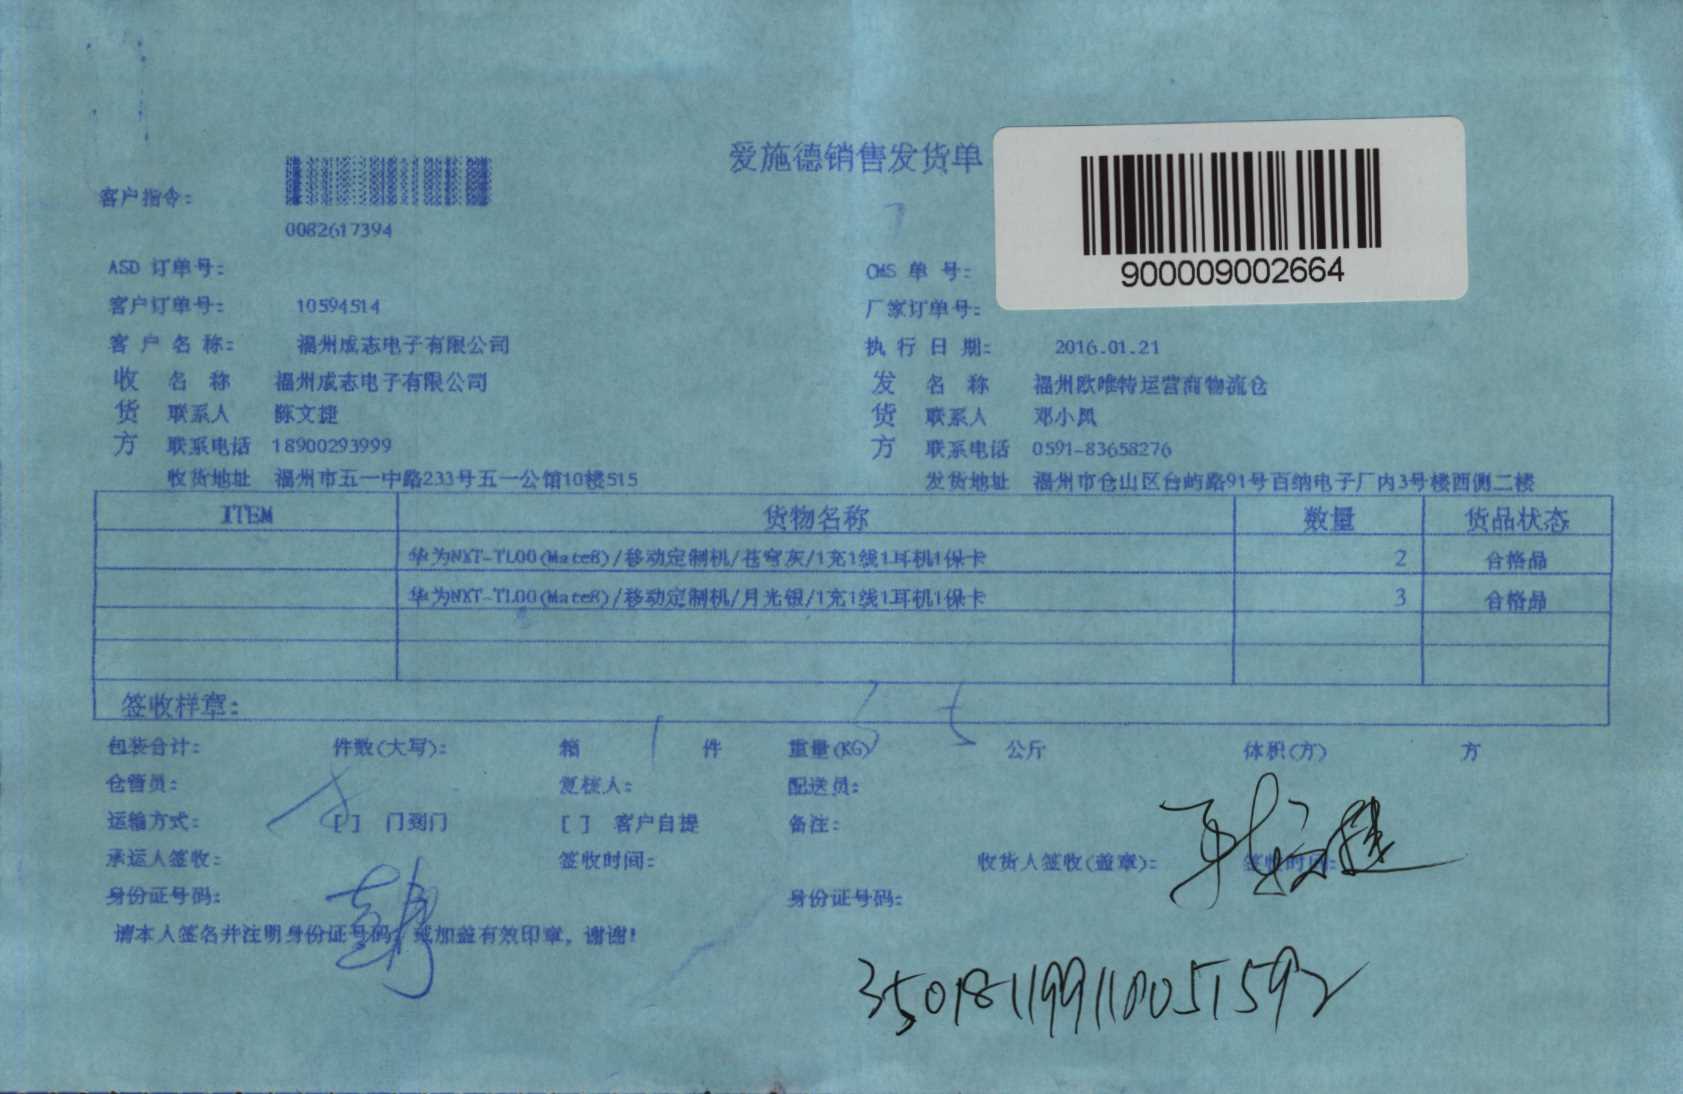 爱施德销售发货单
900009002664
客户指令:
0082617394
ASD 订单号: OMS 单 号:
客户订单号: 10594514 厂家订单号:
客 户 名 称: 福州成志电子有限公司 执 行 日 期: 2016.01.21
收 名 称 福州成志电子有限公司 发 名 称 福州欧唯特运营商物流仓
货 联系人 陈文捷 货 联系人 邓小凤
方 联系电话 18900293999 方 联系电话 0591-83658276
收货地址 福州市五一中路233号五一公馆10楼515 发货地址 福州市仓山区台屿路91号百纳电子厂内3号楼西侧二楼
ITEM 货物名称 数量 货品状态
华为NXT-TL00(Mate8)/移动定制机/苍穹灰/1充1线1耳机1保卡 2 合格品
华为NXT-TL00(Mate8)/移动定制机/月光银/1充1线1耳机1保卡 3 合格品
签收样章:
包装合计: 件数(大写): 箱 1 件 重量(KG) 公斤 体积(方) 方
仓管员: 复核人: 配送员:
运输方式: [ ] 门到门 [ ] 客户自提 备注:
承运人签收: 签收时间: 收货人签收(盖章): 签收时间:
身份证号码: 身份证号码:
请本人签名并注明身份证号码, 或加盖有效印章, 谢谢!
350181199110051592